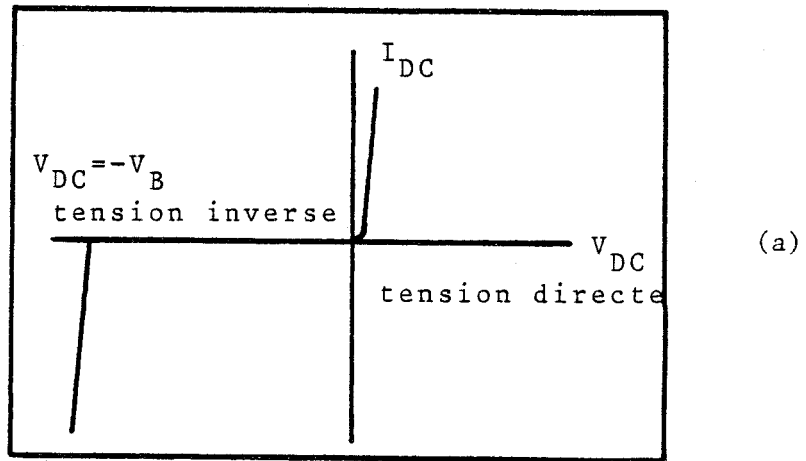 I_DC
V_DC=-V_B
tension inverse
V_DC
(a)
tension directe